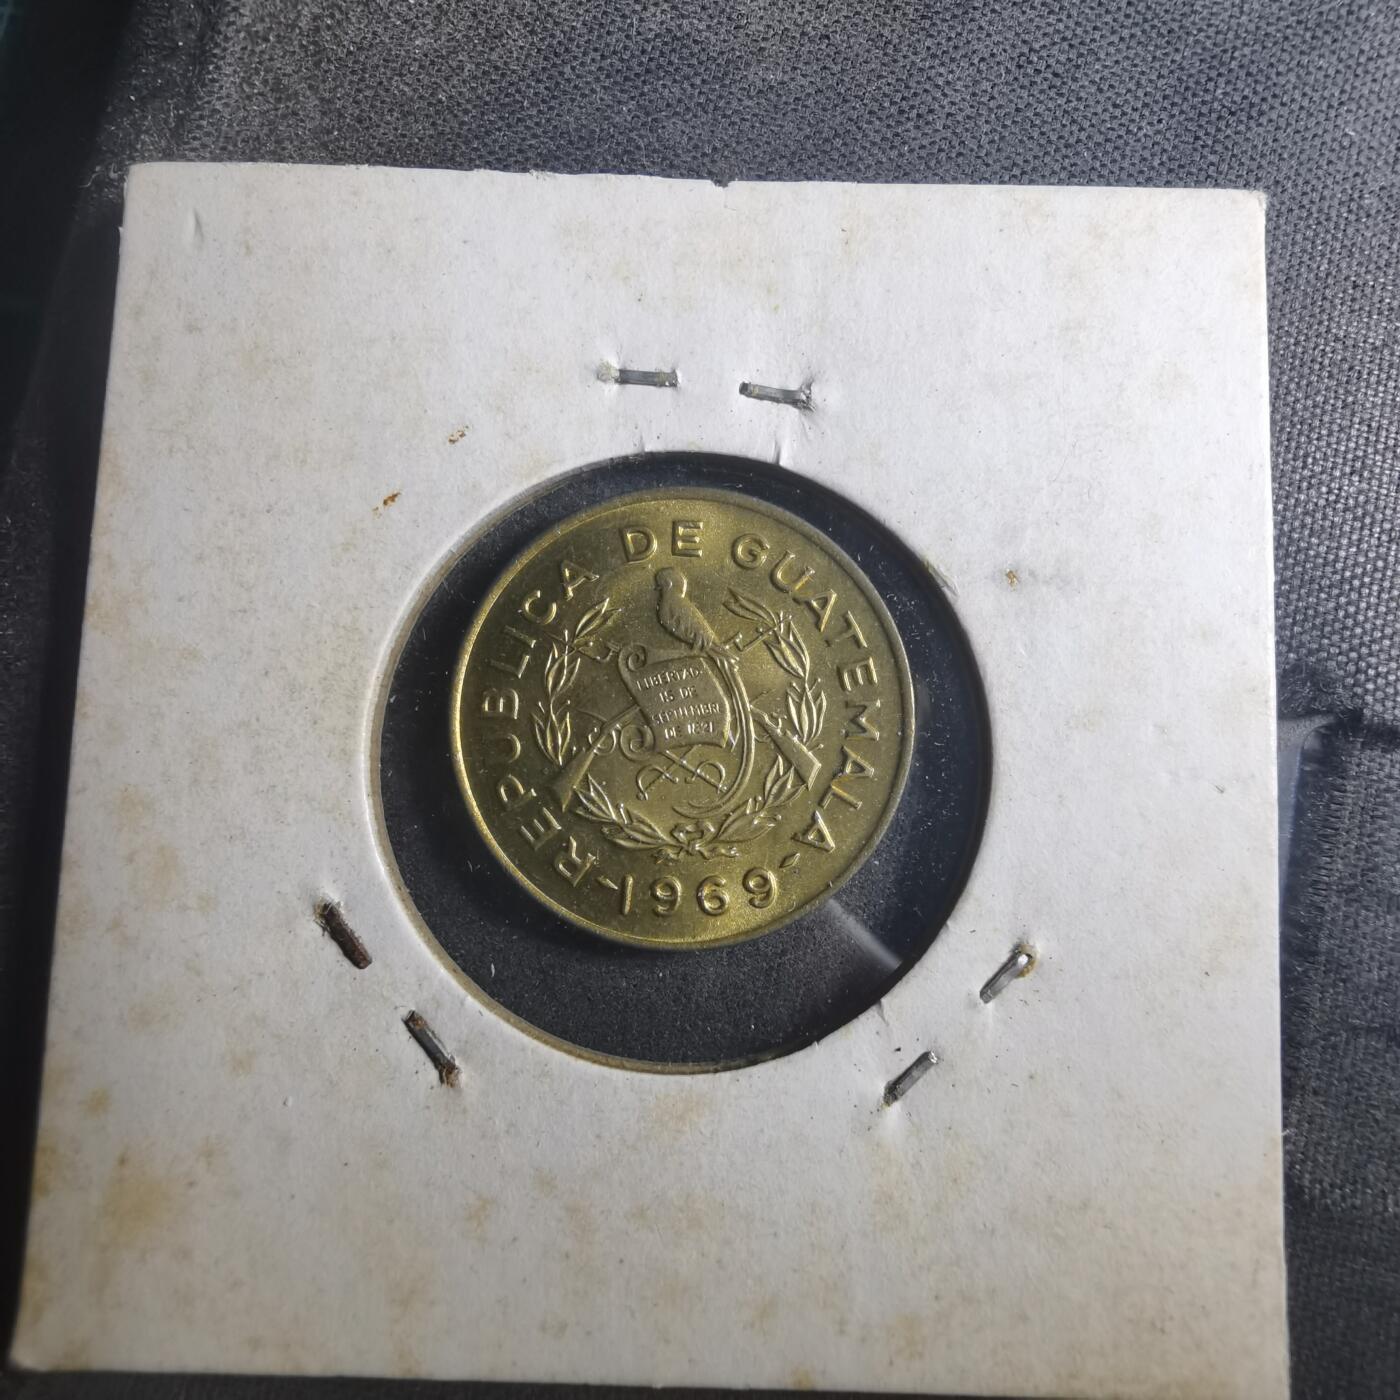 REPUBLICA DE GUATEMALA
LIBERTAD
15 DE
SEPTIEMBRE
DE 1821
1969